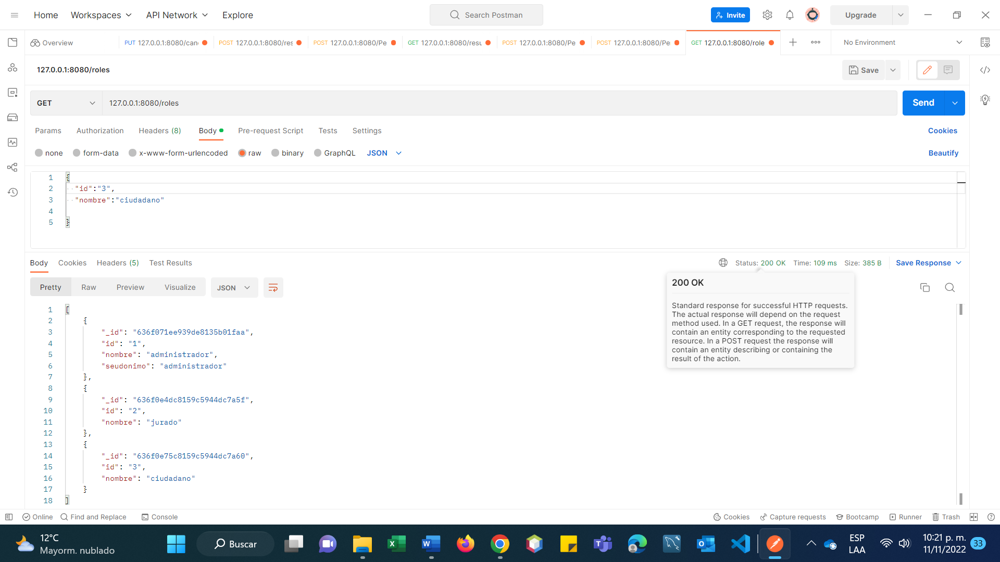 Home Workspaces API Network Explore Search Postman Invite Upgrade
Overview PUT 127.0.0.1:8080/can POST 127.0.0.1:8080/res POST 127.0.0.1:8080/Pe GET 127.0.0.1:8080/resu POST 127.0.0.1:8080/Pe POST 127.0.0.1:8080/Pe GET 127.0.0.1:8080/role No Environment
127.0.0.1:8080/roles Save
GET 127.0.0.1:8080/roles Send
Params Authorization Headers (8) Body Pre-request Script Tests Settings Cookies
none form-data x-www-form-urlencoded raw binary GraphQL JSON Beautify
1 {
2 "id":"3",
3 "nombre":"ciudadano"
4
5 }
Body Cookies Headers (5) Test Results Status: 200 OK Time: 109 ms Size: 385 B Save Response
200 OK
Standard response for successful HTTP requests.
The actual response will depend on the request
method used. In a GET request, the response will
contain an entity corresponding to the requested
resource. In a POST request the response will
contain an entity describing or containing the
result of the action.
Pretty Raw Preview Visualize JSON
1 [
2 {
3 "_id": "636f071ee939de8135b01faa",
4 "id": "1",
5 "nombre": "administrador",
6 "seudonimo": "administrador"
7 },
8 {
9 "_id": "636f0e4dc8159c5944dc7a5f",
10 "id": "2",
11 "nombre": "jurado"
12 },
13 {
14 "_id": "636f0e75c8159c5944dc7a60",
15 "id": "3",
16 "nombre": "ciudadano"
17 }
18 ]
Online Find and Replace Console Cookies Capture requests Bootcamp Runner Trash
12°C
Mayorm. nublado
Buscar
ESP
LAA
10:21 p. m.
11/11/2022
33